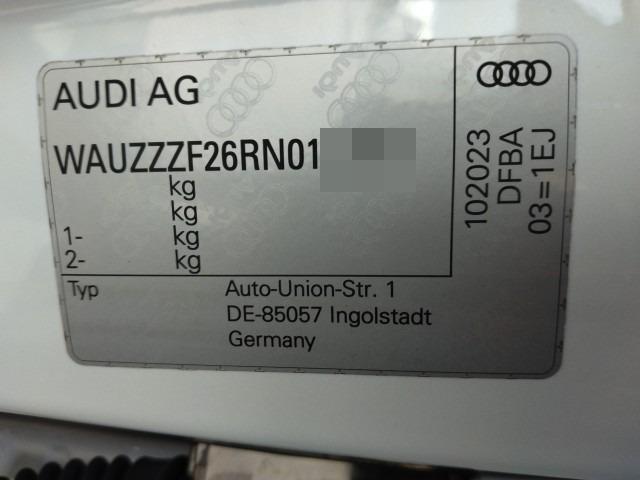 AUDI AG
WAUZZZF26RN01
kg
kg
1- kg
2- kg
Typ Auto-Union-Str. 1
DE-85057 Ingolstadt
Germany
102023
DFBA
03=1EJ